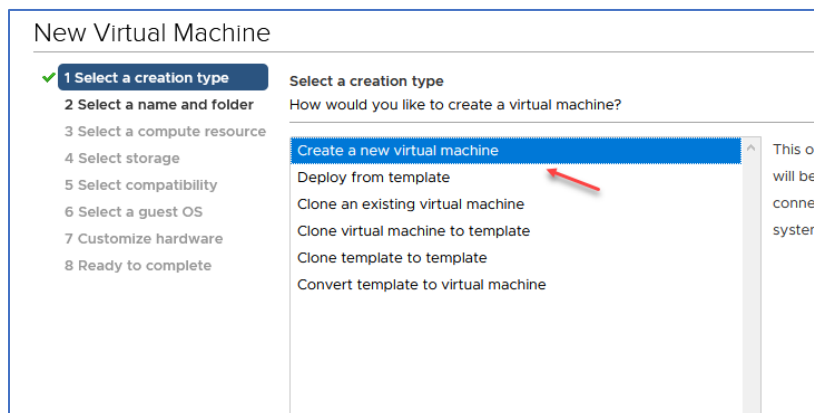 New Virtual Machine
1 Select a creation type
2 Select a name and folder
3 Select a compute resource
4 Select storage
5 Select compatibility
6 Select a guest OS
7 Customize hardware
8 Ready to complete
Select a creation type
How would you like to create a virtual machine?
Create a new virtual machine
Deploy from template
Clone an existing virtual machine
Clone virtual machine to template
Clone template to template
Convert template to virtual machine
This
will